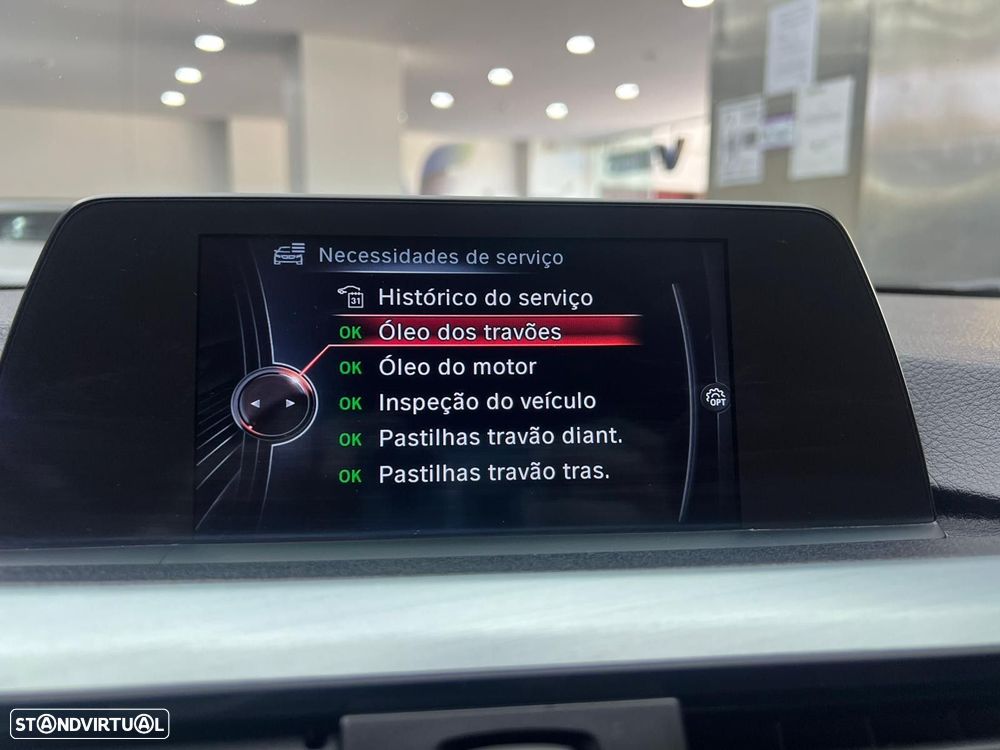 Necessidades de serviço
31 Histórico do serviço
OK Óleo dos travões
OK Óleo do motor
OPT
OK Inspeção do veículo
OK Pastilhas travão diant.
OK Pastilhas travão tras.
STANDVIRTUAL